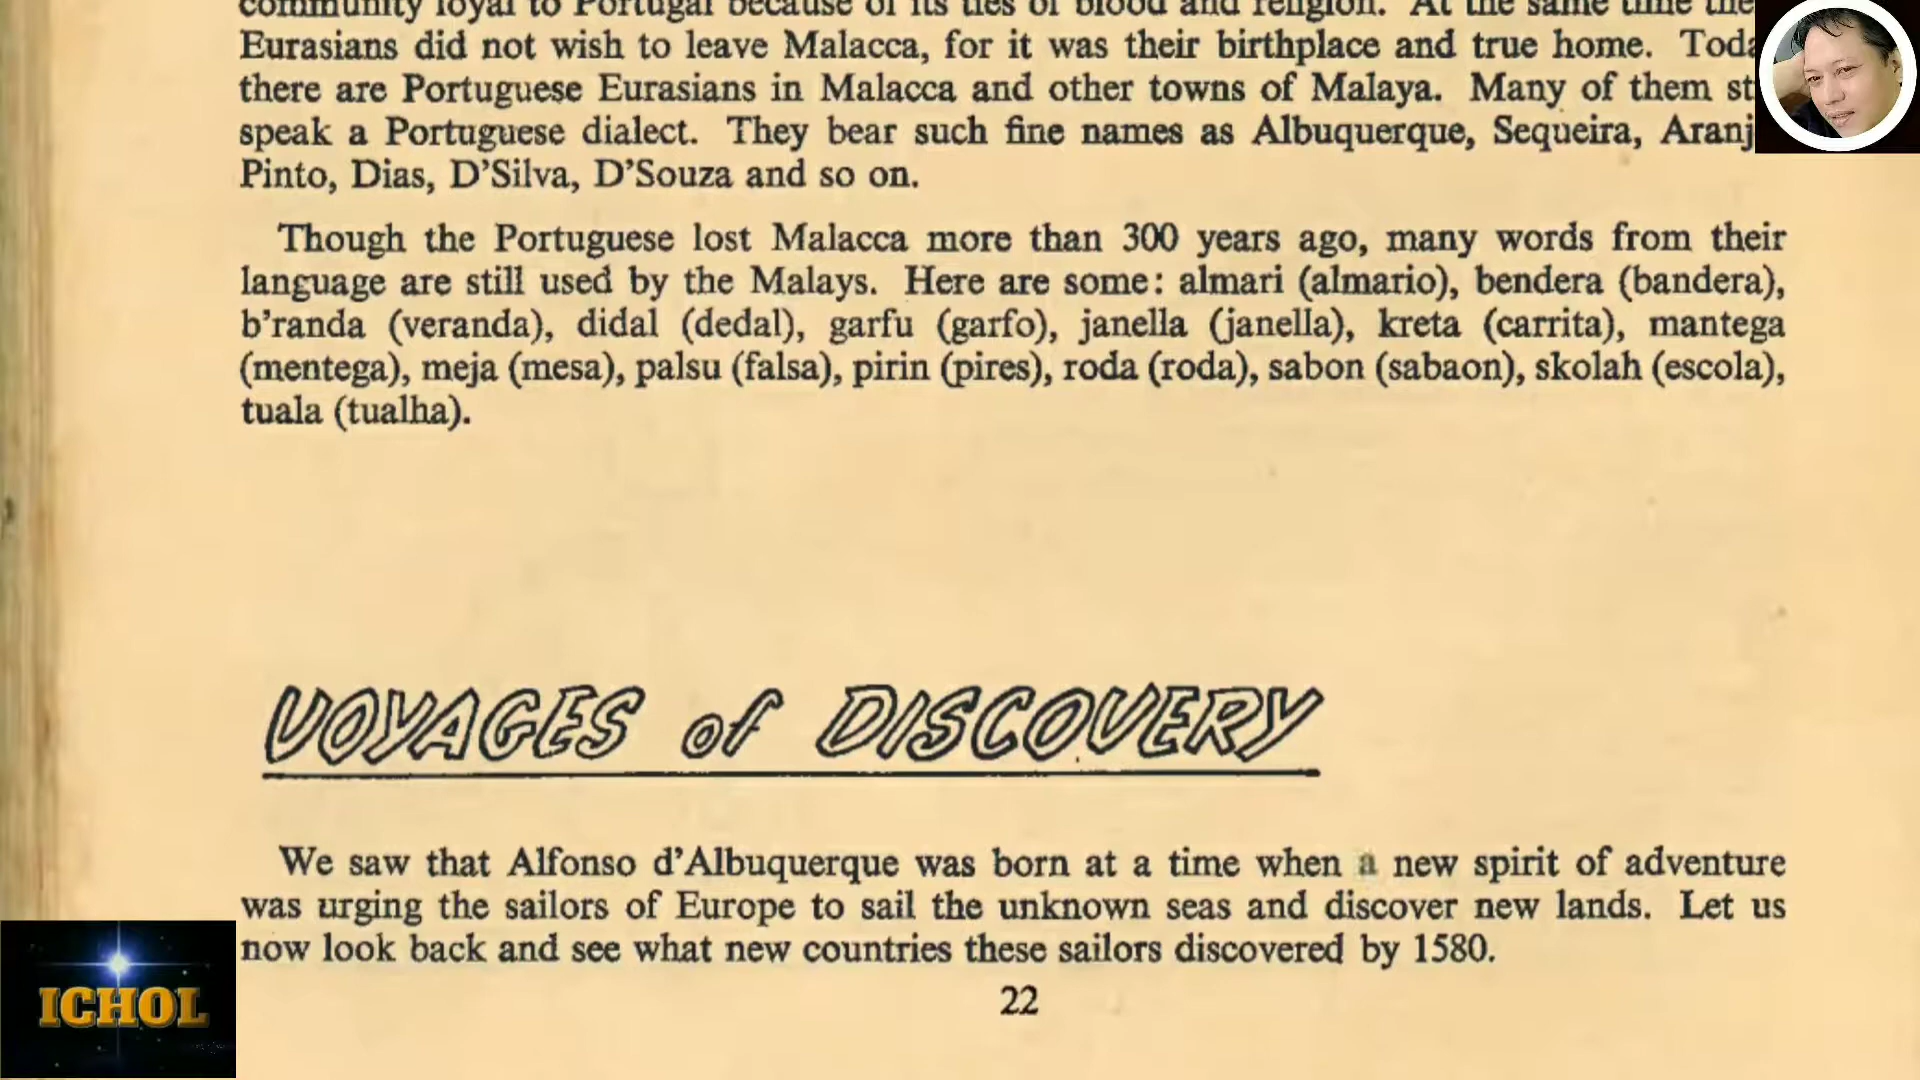 community loyal to Portugal because of its ties of blood and religion. At the same time
Eurasians did not wish to leave Malacca, for it was their birthplace and true home.
there are Portuguese Eurasians in Malacca and other towns of Malaya. Many of them
speak a Portuguese dialect. They bear such fine names as Albuquerque, Sequeira,
Pinto, Dias, D'Silva, D'Souza and so on.
Though the Portuguese lost Malacca more than 300 years ago, many words from their
language are still used by the Malays. Here are some: almari (almario), bendera (bandera),
b'randa (veranda), didal (dedal), garfu (garfo), janella (janella), kreta (carrita), mantega
(mentega), meja (mesa), palsu (falsa), pirin (pires), roda (roda), sabon (sabaon), skolah (escola),
tuala (tualha).
VOYAGES of DISCOVERY
We saw that Alfonso d'Albuquerque was born at a time when a new spirit of adventure
was urging the sailors of Europe to sail the unknown seas and discover new lands. Let us
now look back and see what new countries these sailors discovered by 1580.
22
ICHOL